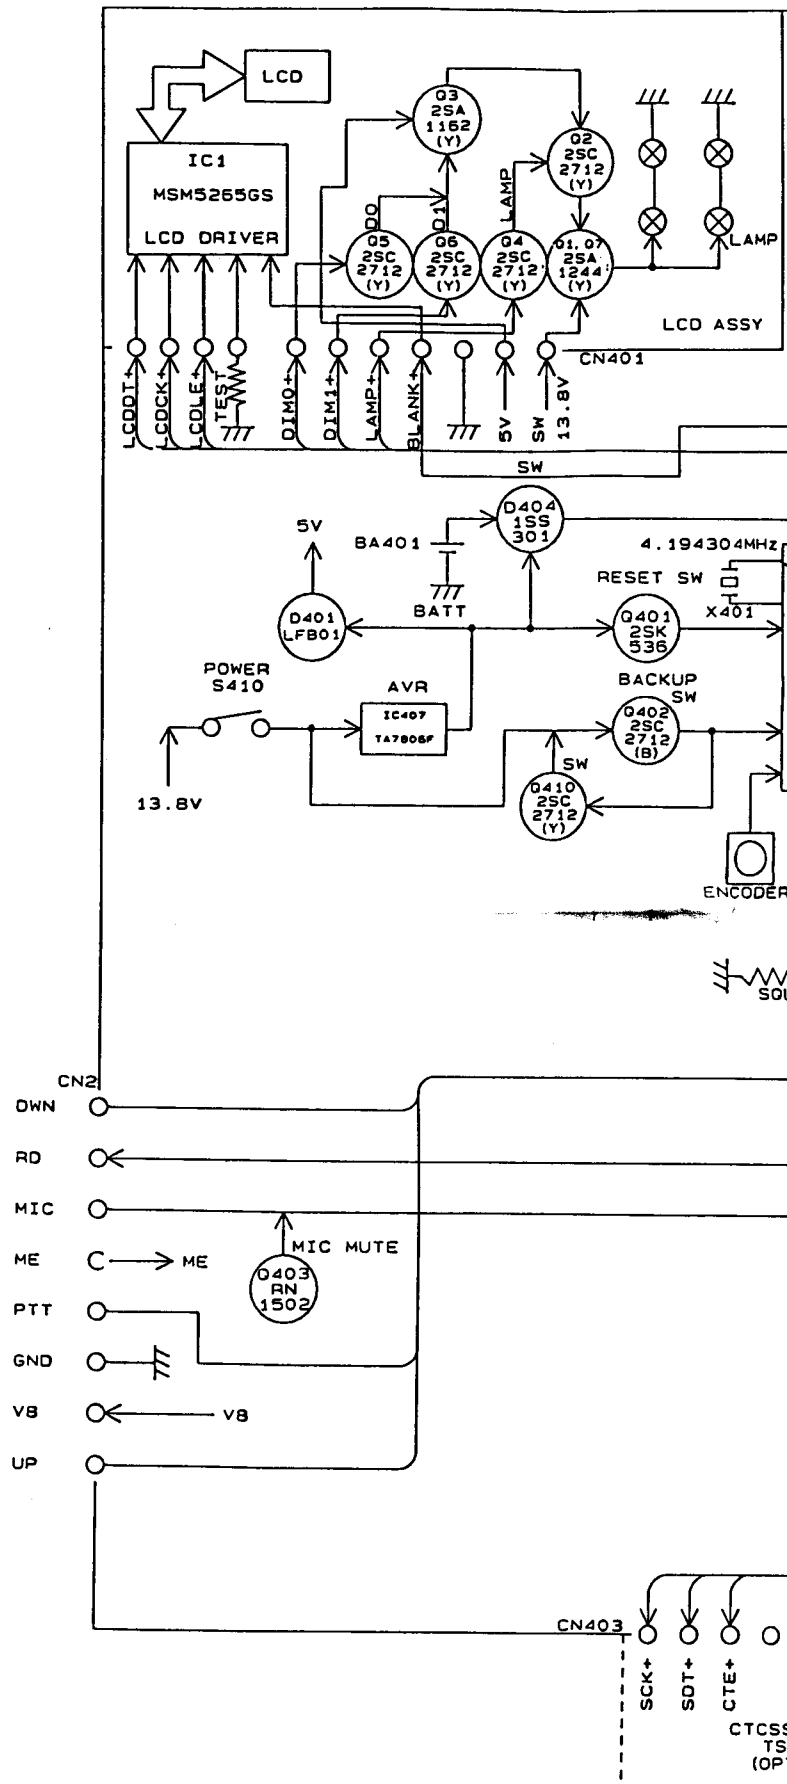 LCD
IC1
MSM5265GS
LCD DRIVER
Q3
2SA
1162
(Y)
Q2
2SC
2712
(Y)
D0
D1
LAMP
Q5
2SC
2712
(Y)
Q6
2SC
2712
(Y)
Q4
2SC
2712
(Y)
Q1, Q7
2SA
1244
(Y)
LAMP
LCD ASSY
CN401
LCDDT+
LCDCK+
LCDLE+
TEST
DIM0+
DIM1+
LAMP+
BLANK+
5V
SW
13.8V
SW
D404
1SS
301
5V
BA401
BATT
4.194304MHz
RESET SW
X401
D401
LFB01
Q401
2SK
536
POWER
S410
AVR
IC407
TA7806F
BACKUP
SW
Q402
2SC
2712
(B)
13.8V
SW
Q410
2SC
2712
(Y)
ENCODER
SQU
CN2
DWN
RD
MIC
ME
ME
MIC MUTE
Q403
RN
1502
PTT
GND
V8
V8
UP
CN403
SCK+
SDT+
CTE+
CTCSS
TS
(OPT